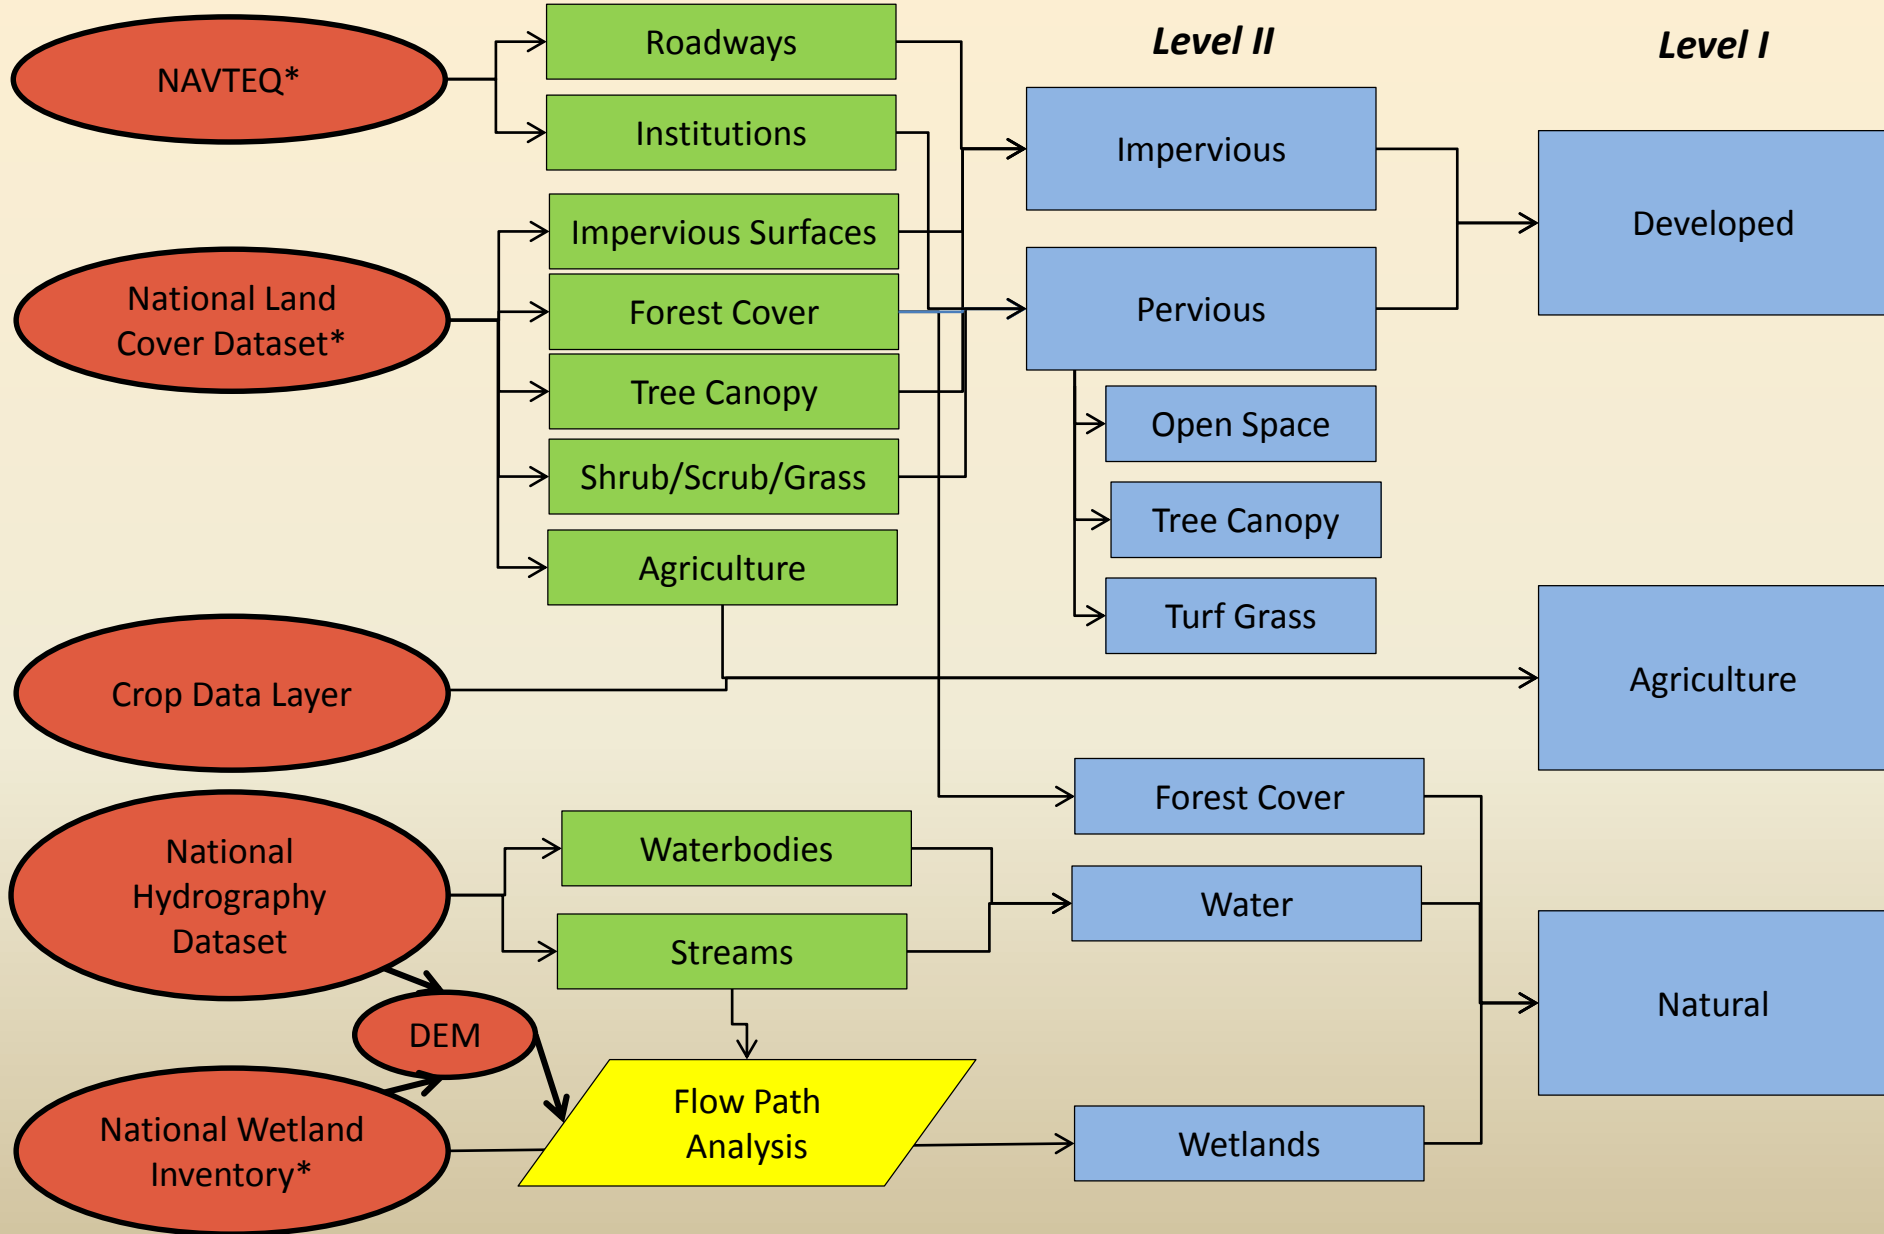 NAVTEQ*
National Land
Cover Dataset*
Crop Data Layer
National
Hydrography
Dataset
DEM
National Wetland
Inventory*
Roadways
Institutions
Impervious Surfaces
Forest Cover
Tree Canopy
Shrub/Scrub/Grass
Agriculture
Waterbodies
Streams
Flow Path
Analysis
Level II
Impervious
Pervious
Open Space
Tree Canopy
Turf Grass
Forest Cover
Water
Wetlands
Level I
Developed
Agriculture
Natural